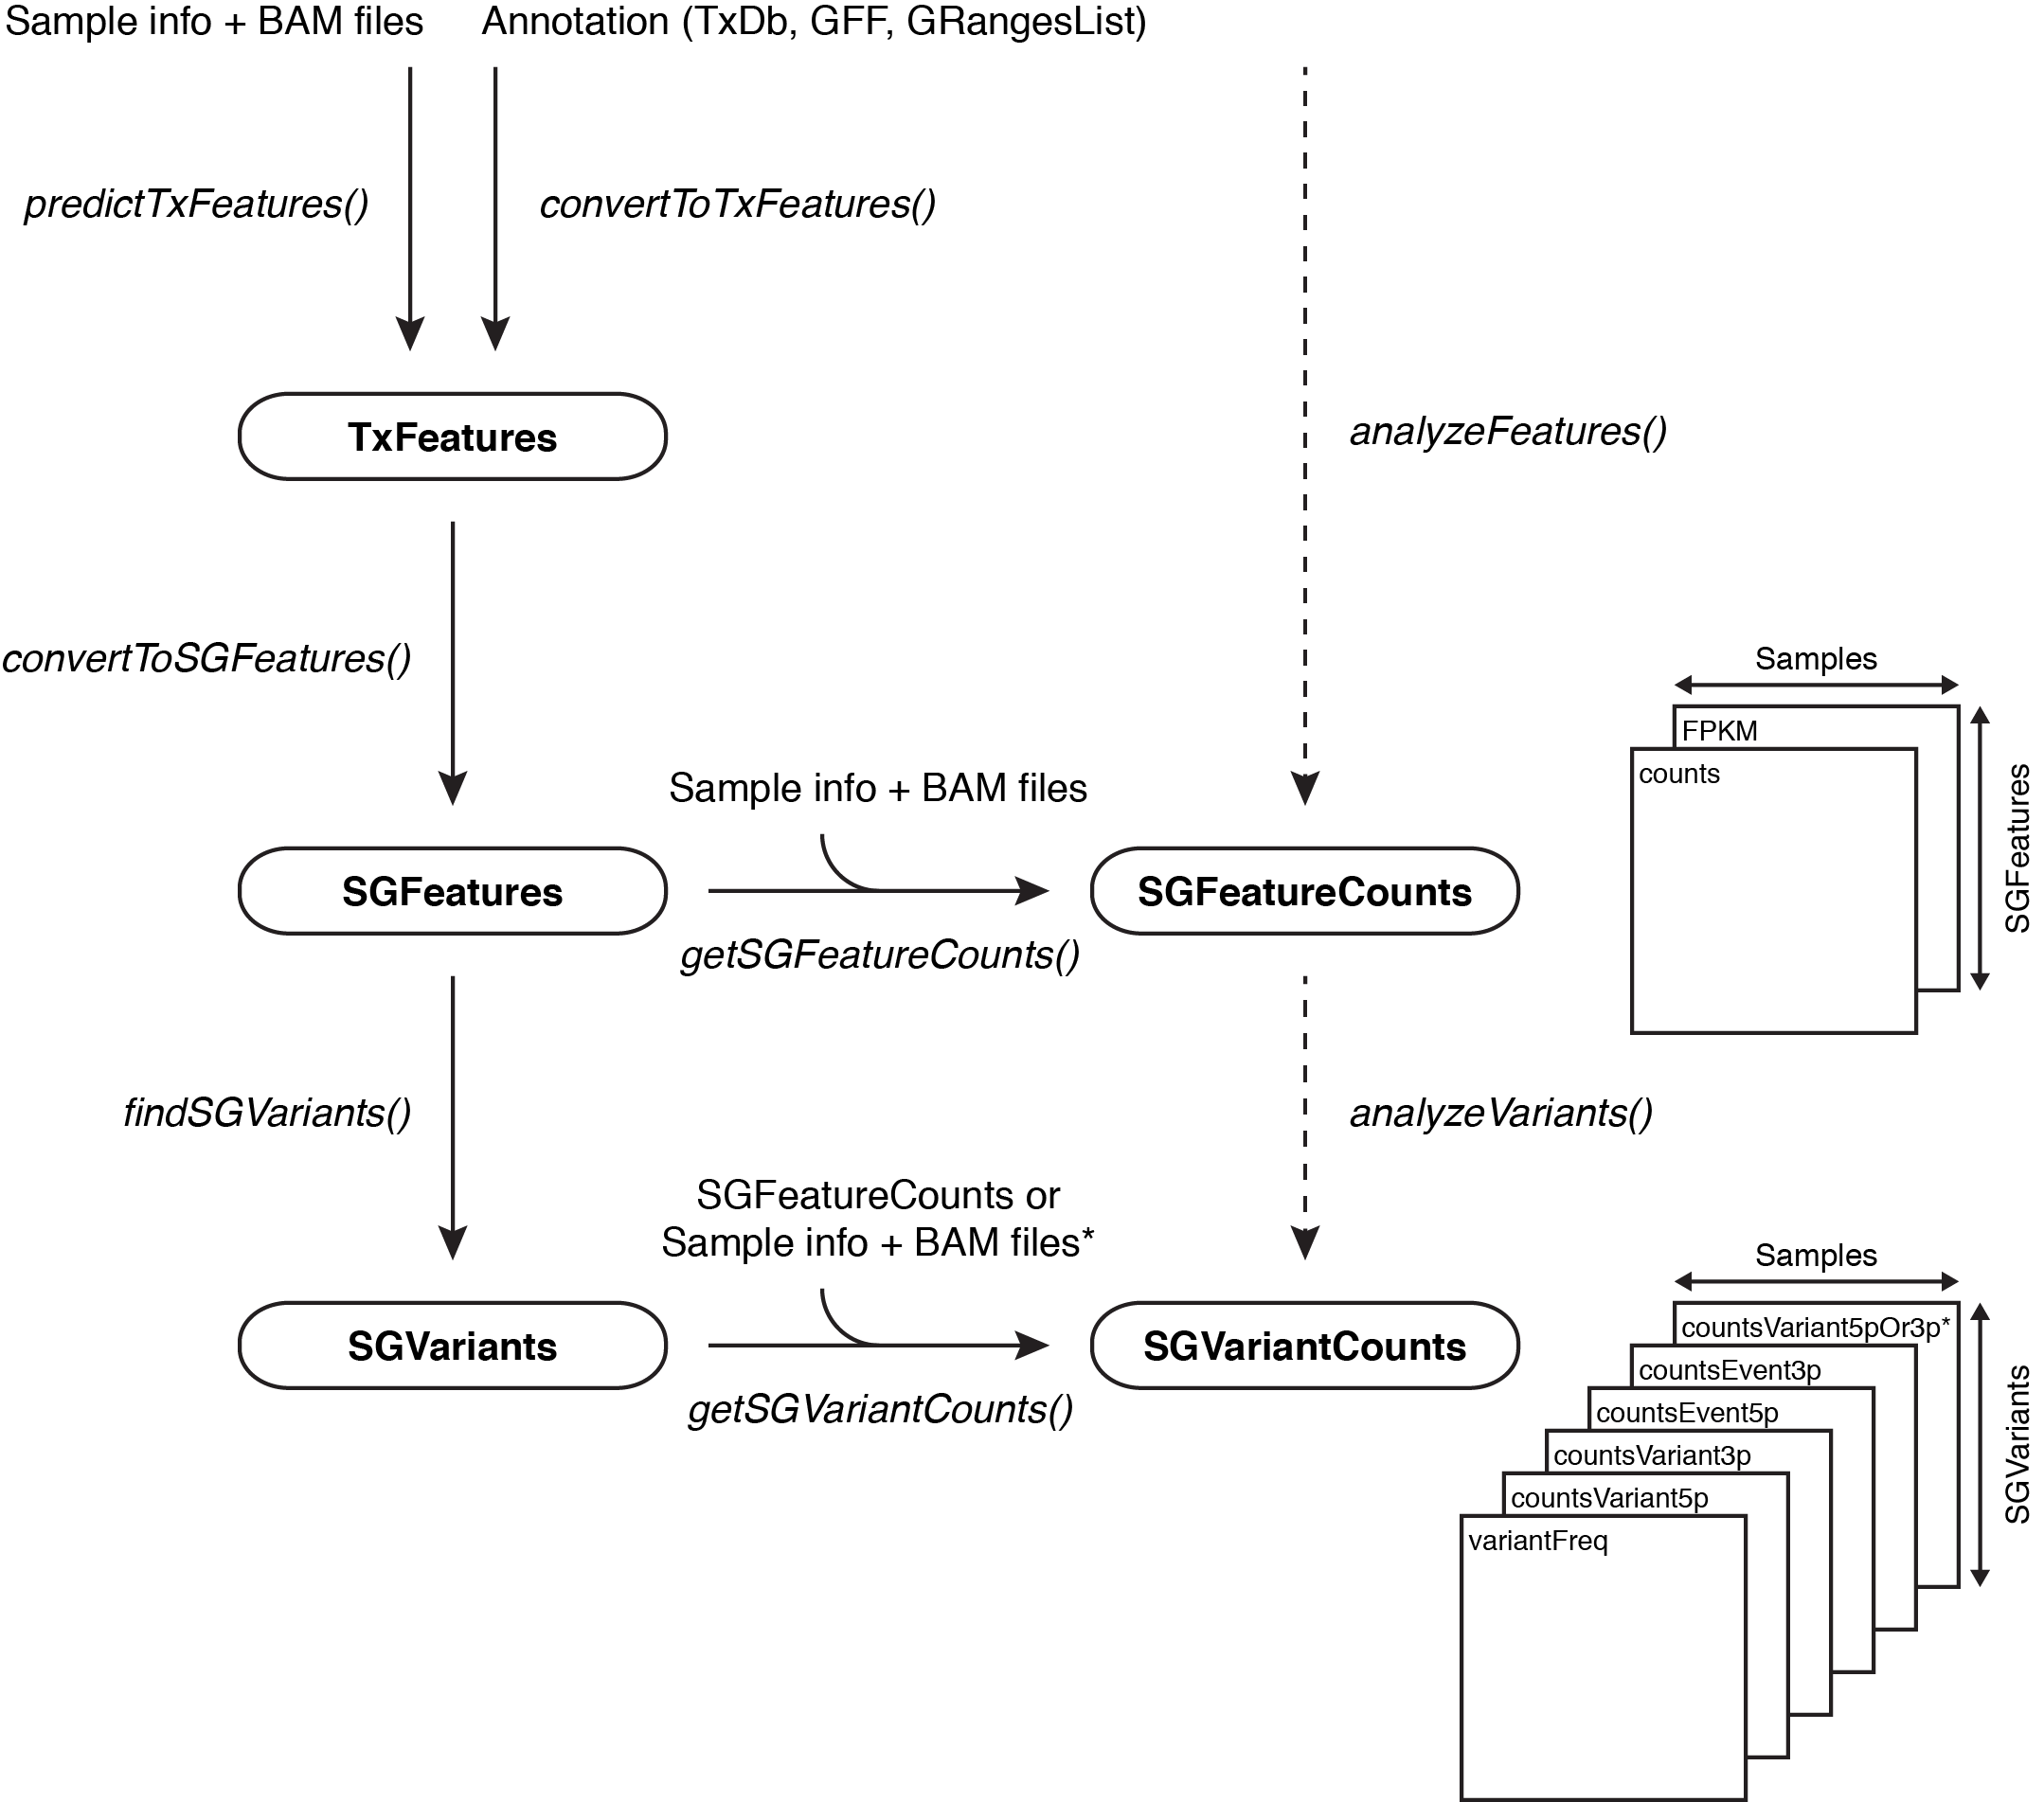 Sample info + BAM files
Annotation (TxDb, GFF, GRangesList)
predictTxFeatures()
convertToTxFeatures()
TxFeatures
analyzeFeatures()
convertToSGFeatures()
Samples
FPKM
counts
SGFeatures
Sample info + BAM files
SGFeatures
SGFeatureCounts
getSGFeatureCounts()
findSGVariants()
analyzeVariants()
SGFeatureCounts or
Sample info + BAM files*
Samples
countsVariant5pOr3p*
countsEvent3p
countsEvent5p
countsVariant3p
countsVariant5p
variantFreq
SGVariants
SGVariants
SGVariantCounts
getSGVariantCounts()